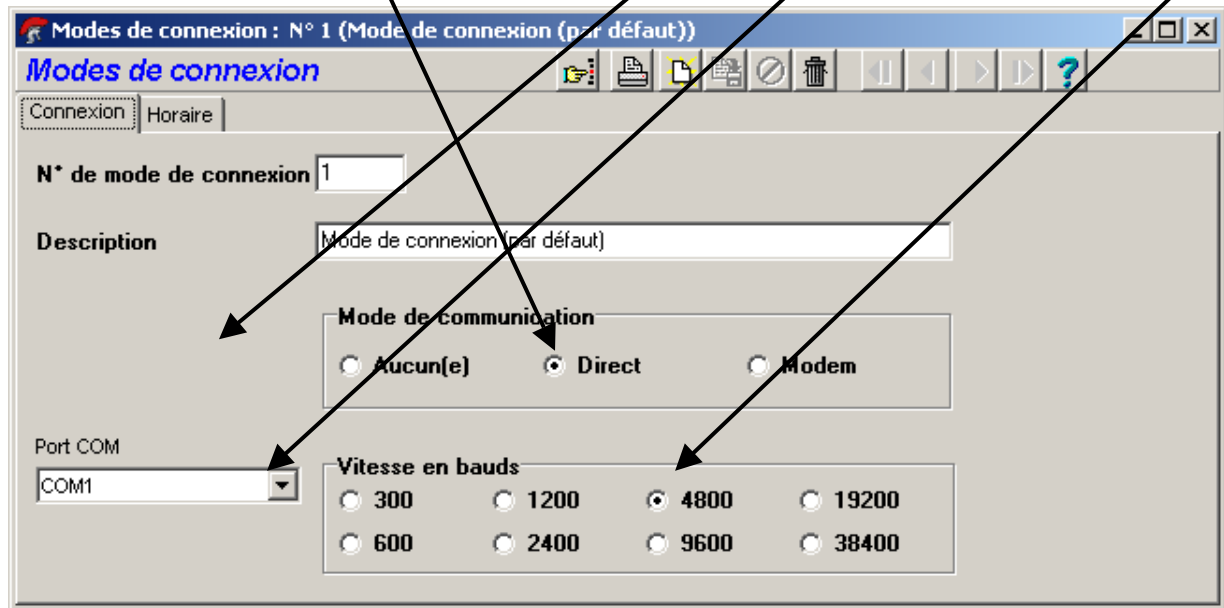 Modes de connexion : N° 1 (Mode de connexion (par défaut))
Modes de connexion
Connexion Horaire
N° de mode de connexion 1
Description Mode de connexion (par défaut)
Mode de communication
Aucun(e) Direct Modem
Port COM
COM1
Vitesse en bauds
300 1200 4800 19200
600 2400 9600 38400